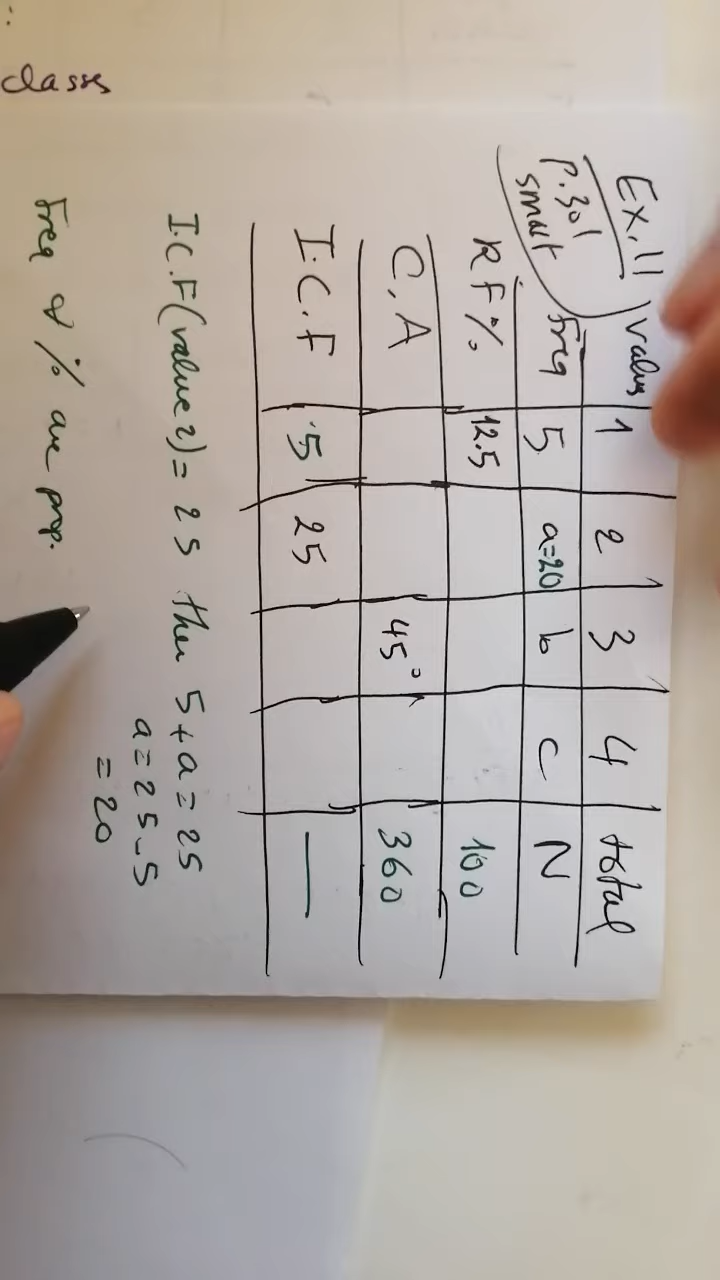 classes
Ex.11
p.301
smart
value 1 2 3 4 total
freq 5 a=20 b c N
RF% 12.5 100
C.A 45° 360
I.C.F 5 25 —
I.C.F(value 2) = 25 then 5+a=25
a=25-5
=20
freq & % are prop.